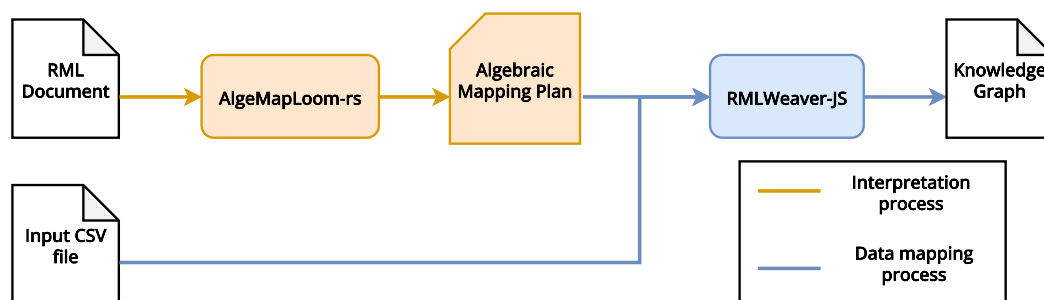 RML
Document
AlgeMapLoom-rs
Algebraic
Mapping Plan
RMLWeaver-JS
Knowledge
Graph
Input CSV
file
Interpretation
process
Data mapping
process